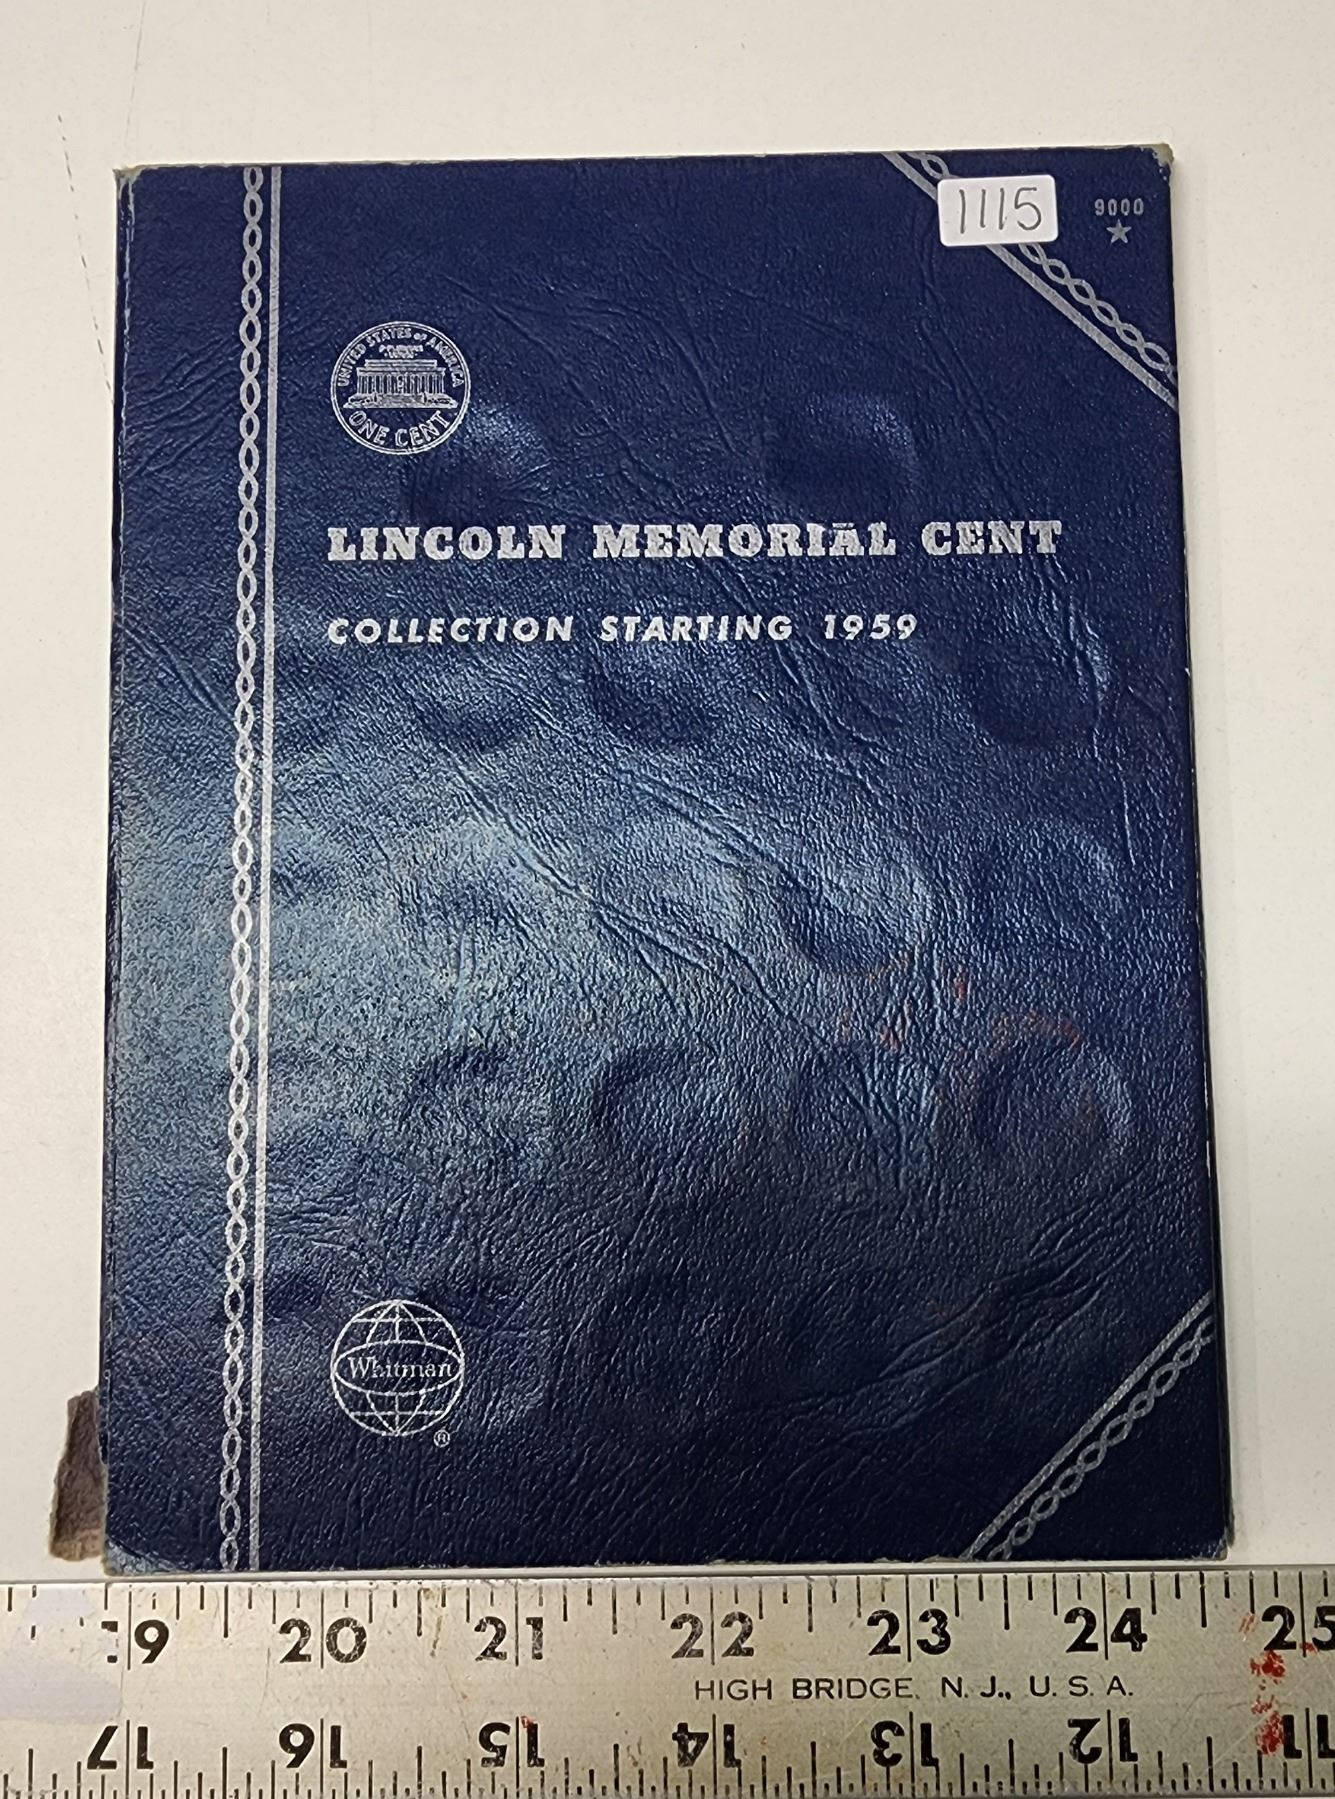 1115
9000
UNITED STATES OF AMERICA
ONE CENT
LINCOLN MEMORIAL CENT
COLLECTION STARTING 1959
Whitman
®
19 20 21 22 23 24 25
HIGH BRIDGE, N. J., U. S. A.
17 16 15 14 13 12 11